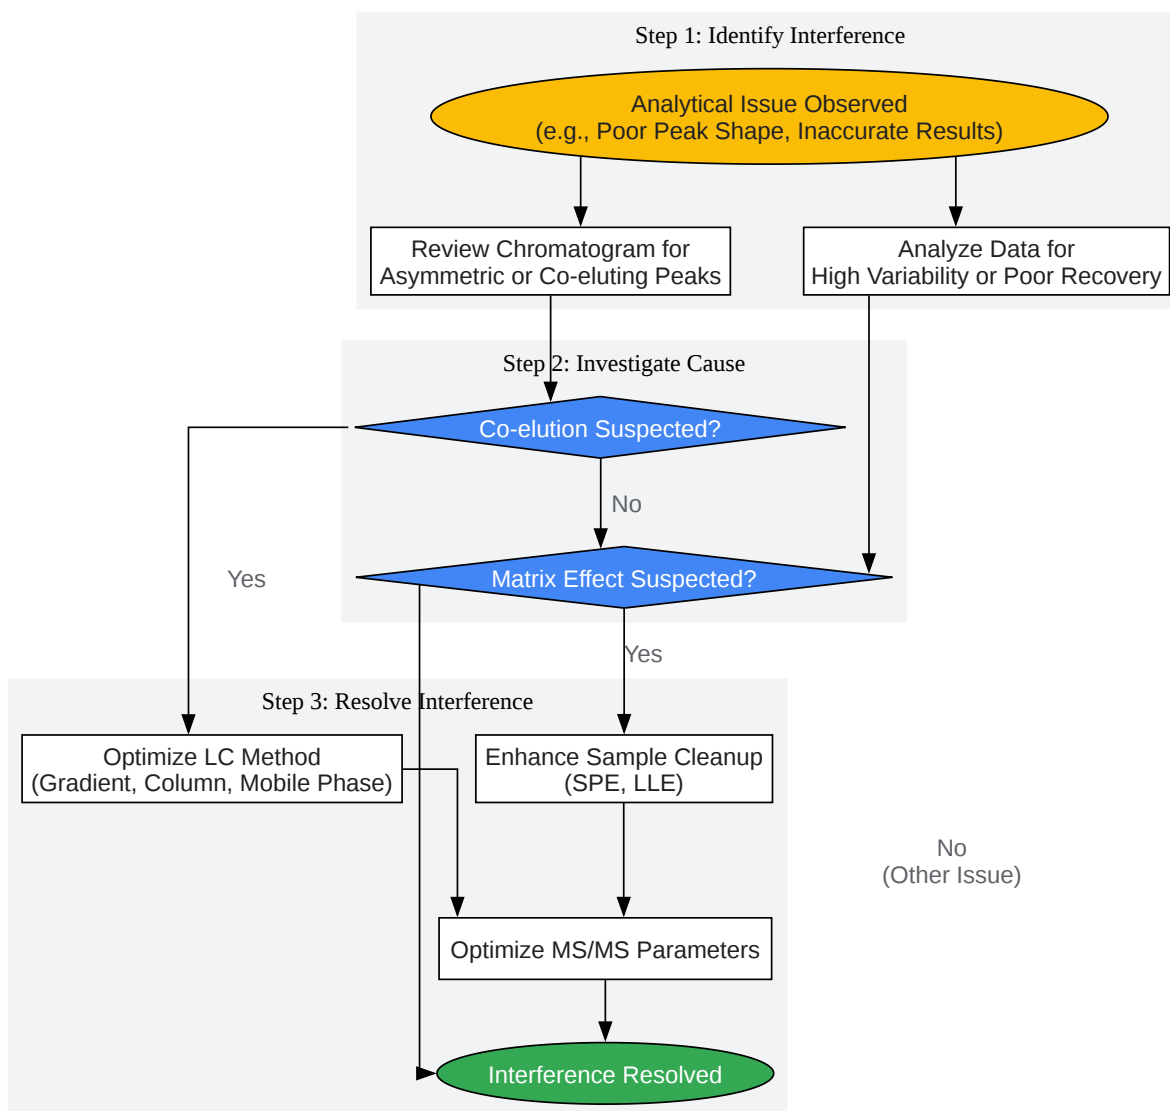 Step 1: Identify Interference
Analytical Issue Observed
(e.g., Poor Peak Shape, Inaccurate Results)
Review Chromatogram for
Asymmetric or Co-eluting Peaks
Analyze Data for
High Variability or Poor Recovery
Step 2: Investigate Cause
Co-elution Suspected?
No
Matrix Effect Suspected?
Yes
Yes
Step 3: Resolve Interference
Optimize LC Method
(Gradient, Column, Mobile Phase)
Enhance Sample Cleanup
(SPE, LLE)
No
(Other Issue)
Optimize MS/MS Parameters
Interference Resolved